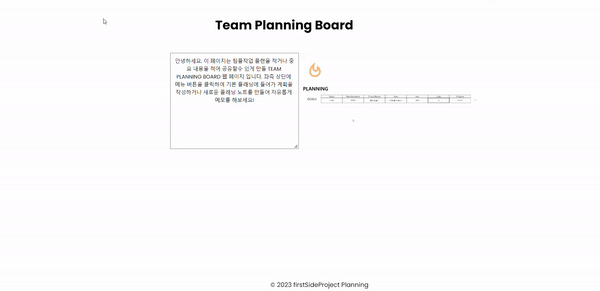 Team Planning Board
안녕하세요. 이 페이지는 팀플작업 플랜을 적거나 중
요 내용을 적어 공유할수 있게 만들 TEAM
PLANNING BOARD 웹 페이지 입니다. 좌측 상단에
메뉴 버튼을 클릭하여 기본 플래닝에 들어가 계획을
작성하거나 새로운 플래닝 노트를 만들어 자유롭게
메모를 해보세요!
PLANNING
© 2023 firstSideProject Planning